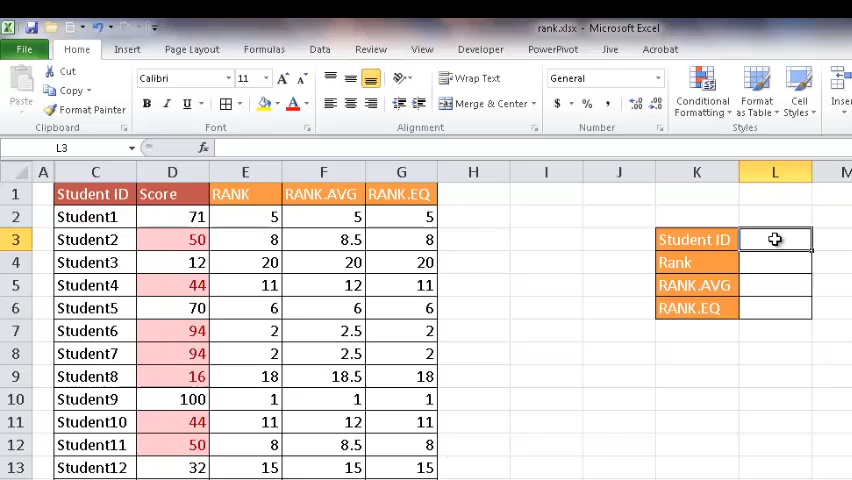 rank.xlsx - Microsoft Excel
File Home Insert Page Layout Formulas Data Review View Developer PowerPivot Jive Acrobat
Cut
Copy
Format Painter
Paste
Clipboard
Calibri 11 A A
B I U A
Font
Wrap Text
Merge & Center
Alignment
General
$ % ,
Number
Conditional Formatting
Format as Table
Cell Styles
Styles
Inser
L3 fx
A C D E F G H I J K L M
1 Student ID Score RANK RANK.AVG RANK.EQ
2 Student1 71 5 5 5
3 Student2 50 8 8.5 8 Student ID
4 Student3 12 20 20 20 Rank
5 Student4 44 11 12 11 RANK.AVG
6 Student5 70 6 6 6 RANK.EQ
7 Student6 94 2 2.5 2
8 Student7 94 2 2.5 2
9 Student8 16 18 18.5 18
10 Student9 100 1 1 1
11 Student10 44 11 12 11
12 Student11 50 8 8.5 8
13 Student12 32 15 15 15